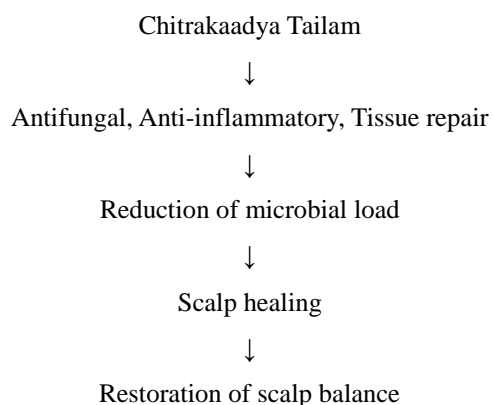 Chitrakaadya Tailam
↓
Antifungal, Anti-inflammatory, Tissue repair
↓
Reduction of microbial load
↓
Scalp healing
↓
Restoration of scalp balance